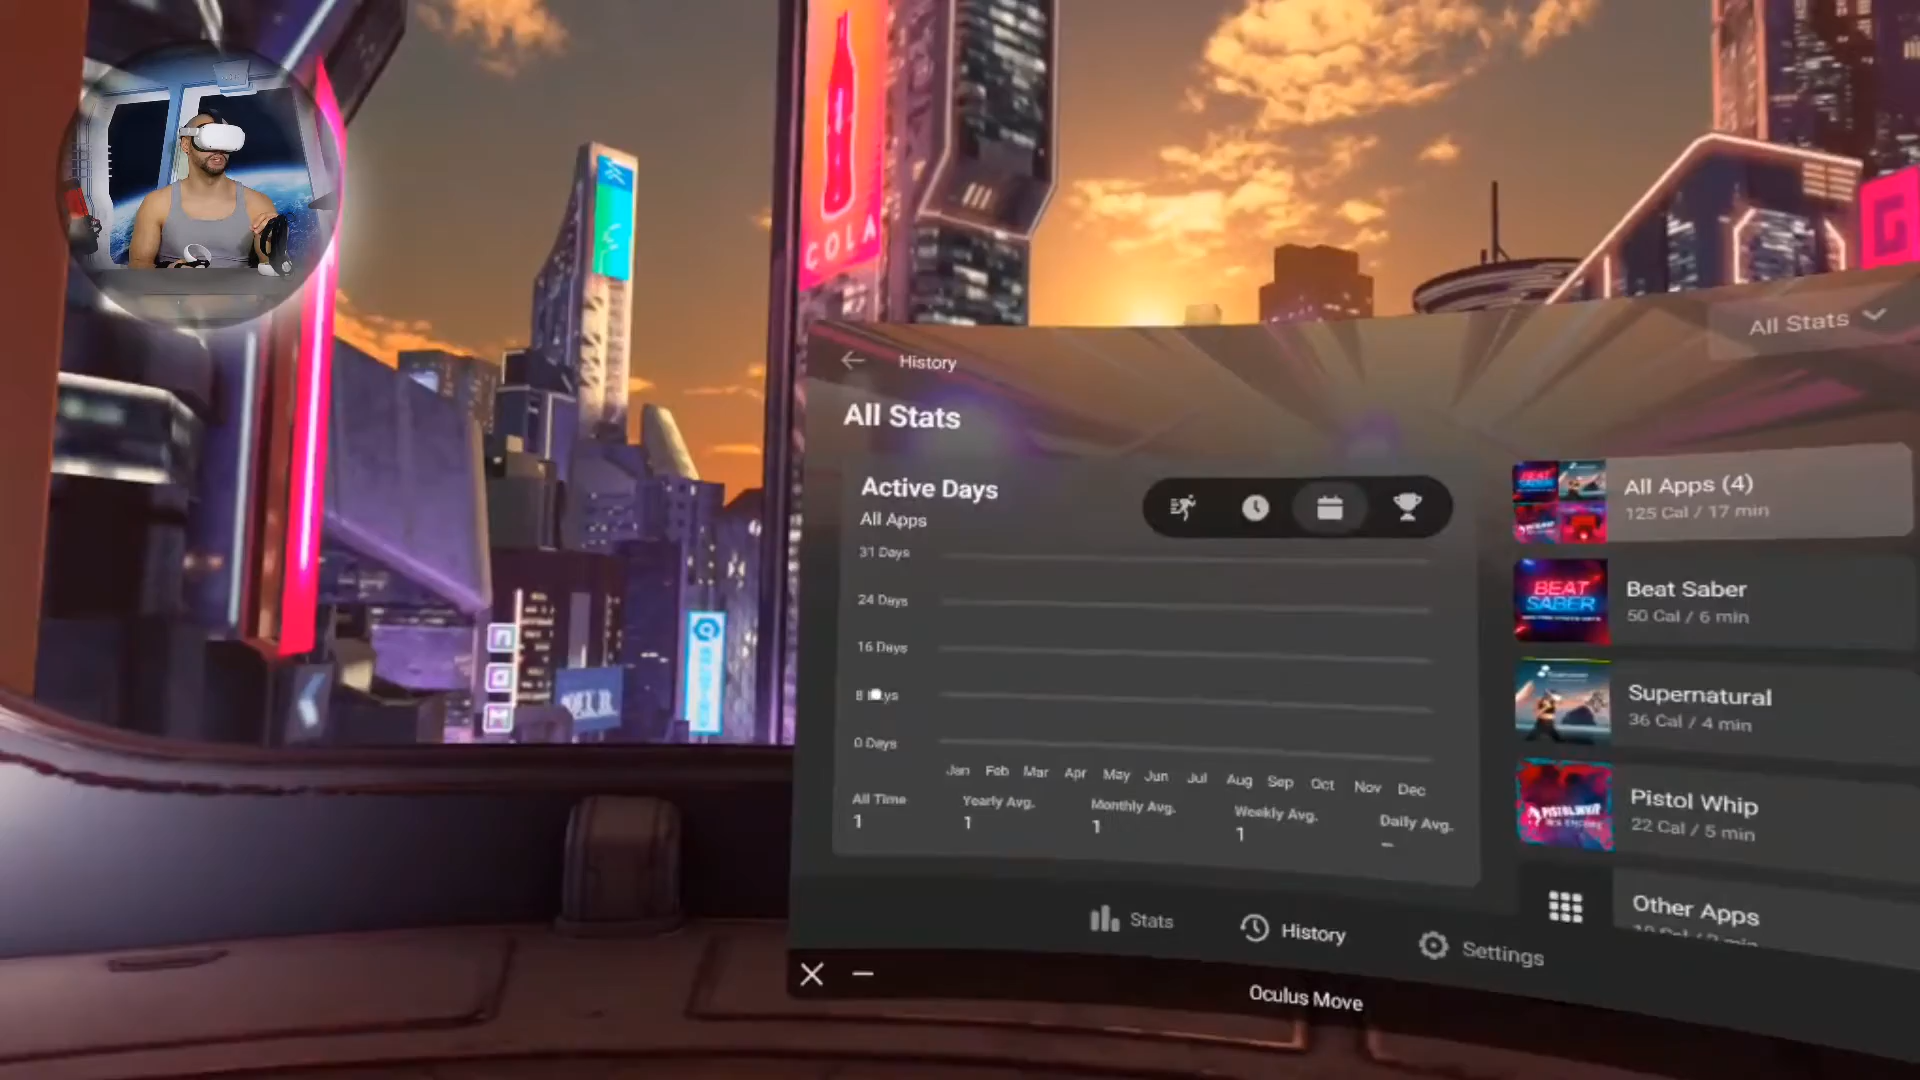 COLA
All Stats
History
All Stats
Active Days
All Apps
31 Days
24 Days
16 Days
8 Days
0 Days
Jan Feb Mar Apr May Jun Jul Aug Sep Oct Nov Dec
All Time Yearly Avg. Monthly Avg. Weekly Avg. Daily Avg.
1 1 1 1 –
All Apps (4)
125 Cal / 17 min
BEAT SABER
Beat Saber
50 Cal / 6 min
Supernatural
36 Cal / 4 min
PISTOL WHIP
Pistol Whip
22 Cal / 5 min
Other Apps
Stats History Settings
Oculus Move